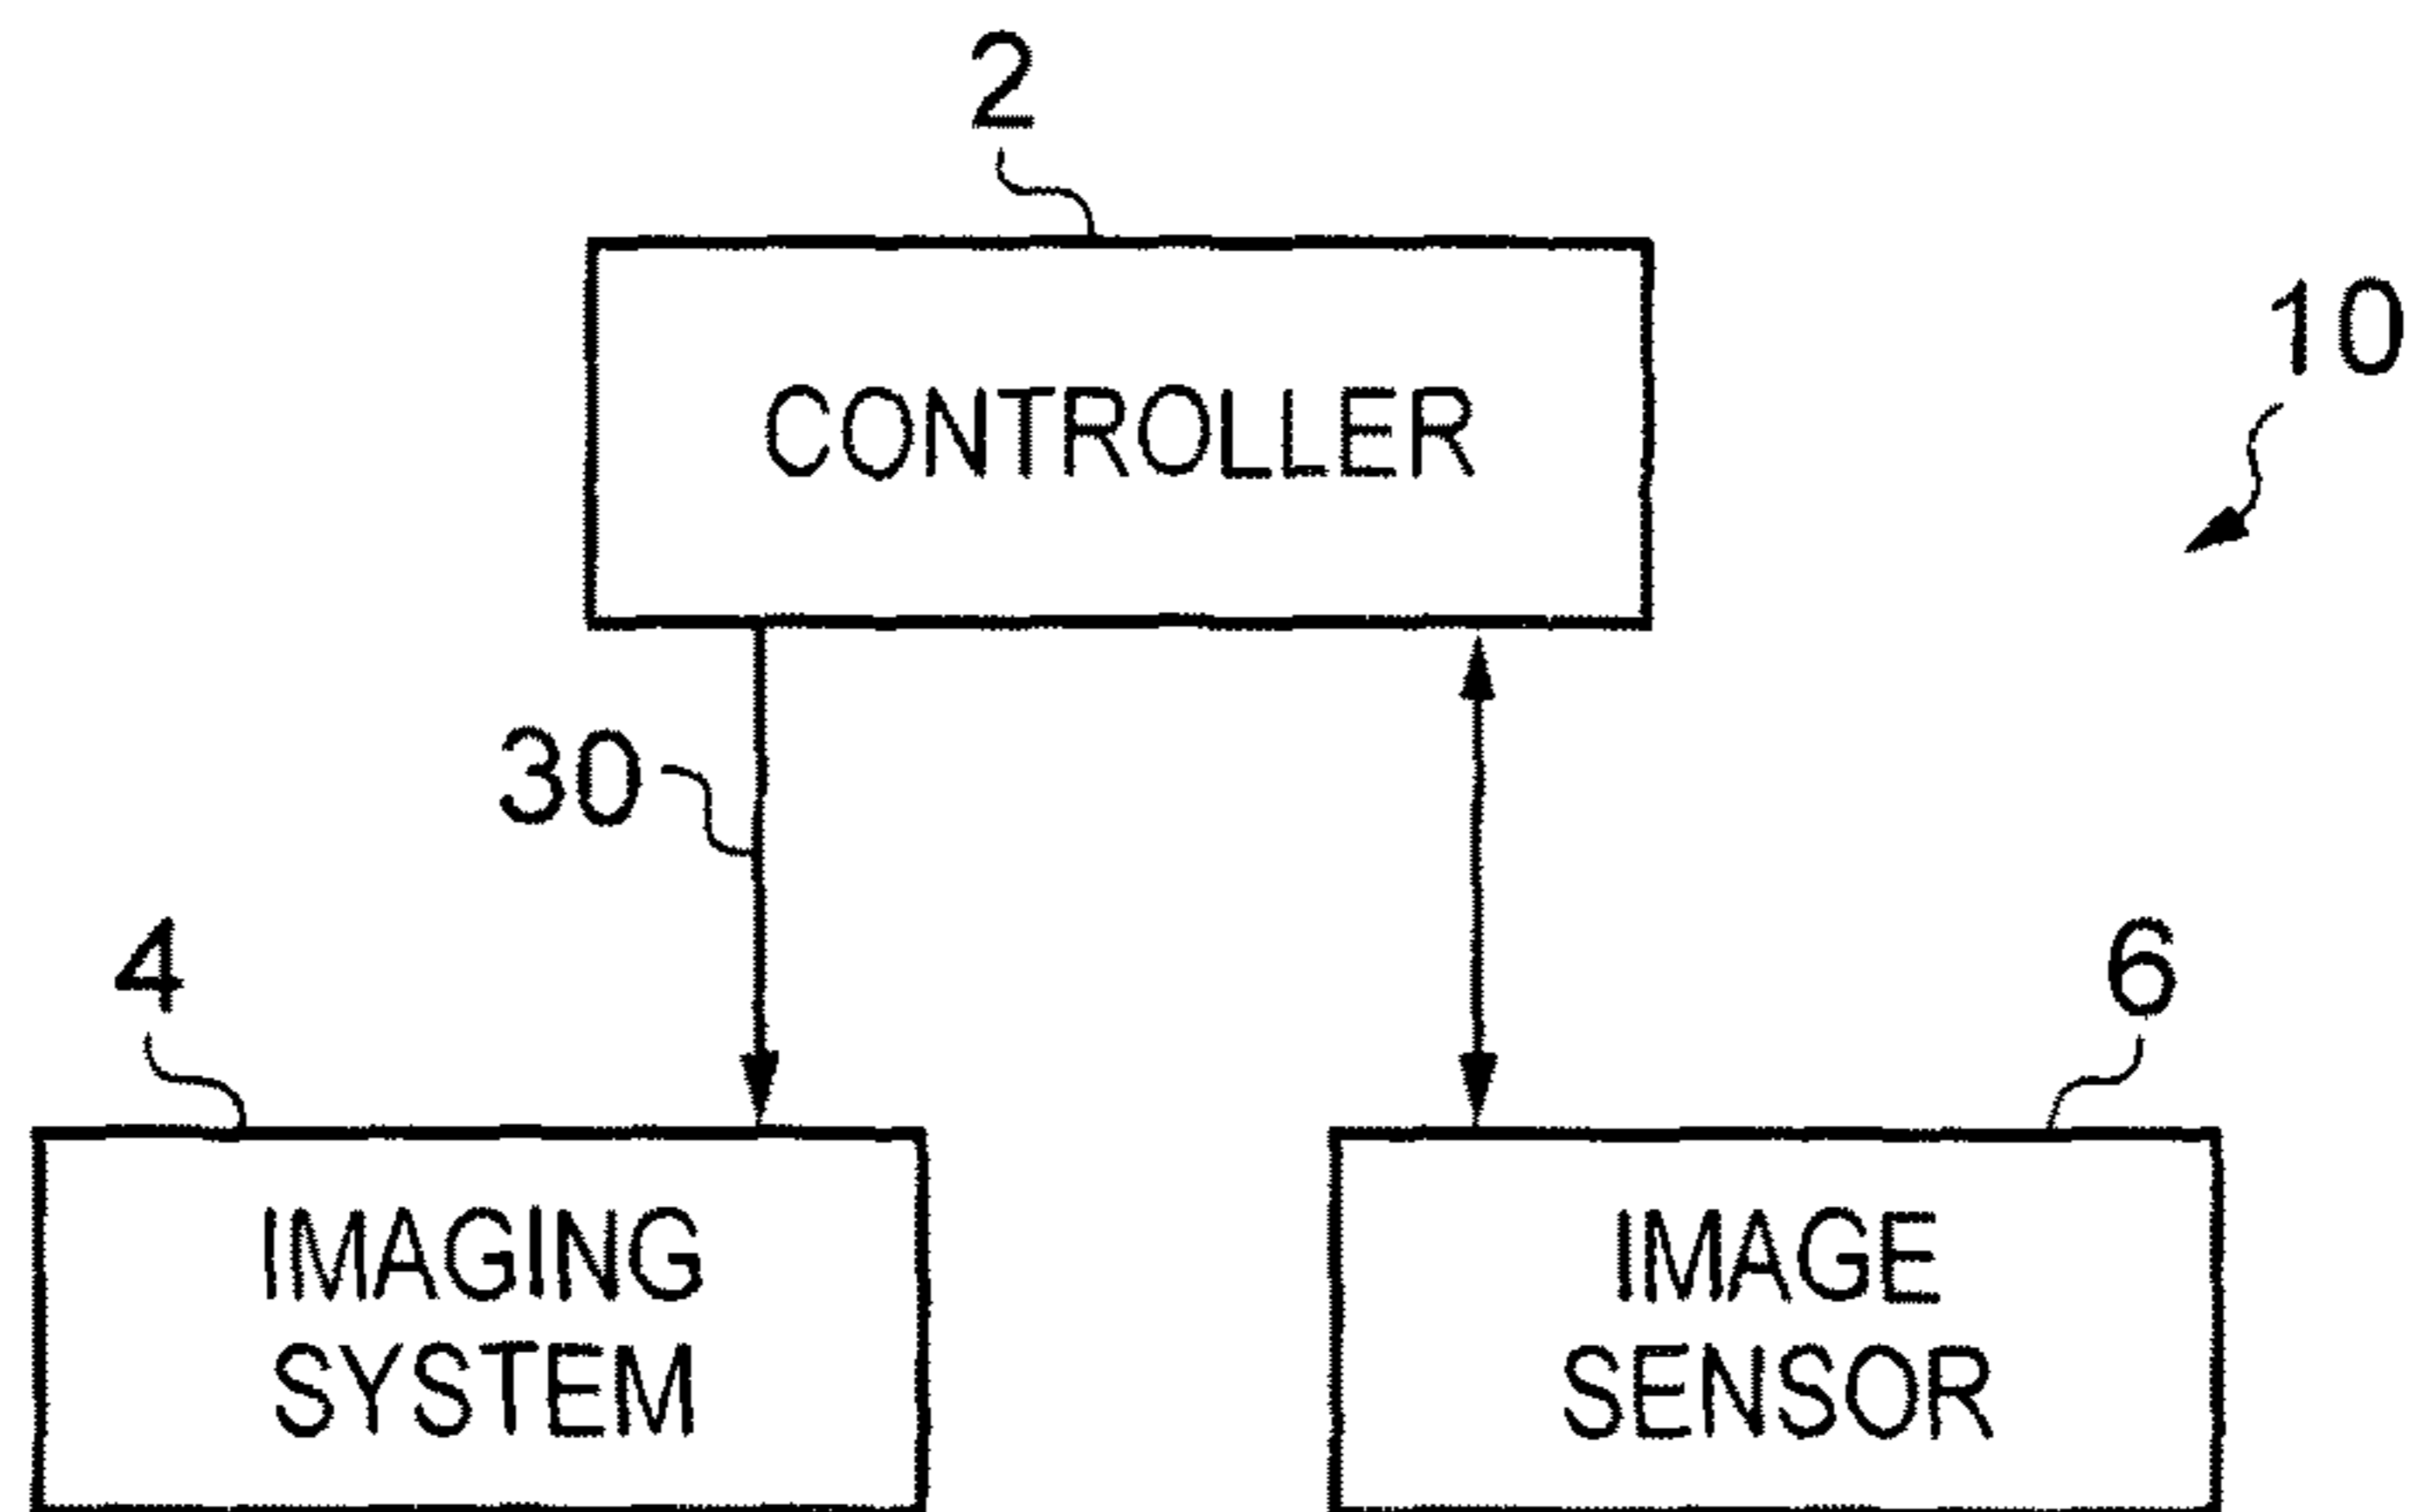 2
CONTROLLER
10
30
4
6
IMAGING
SYSTEM
IMAGE
SENSOR